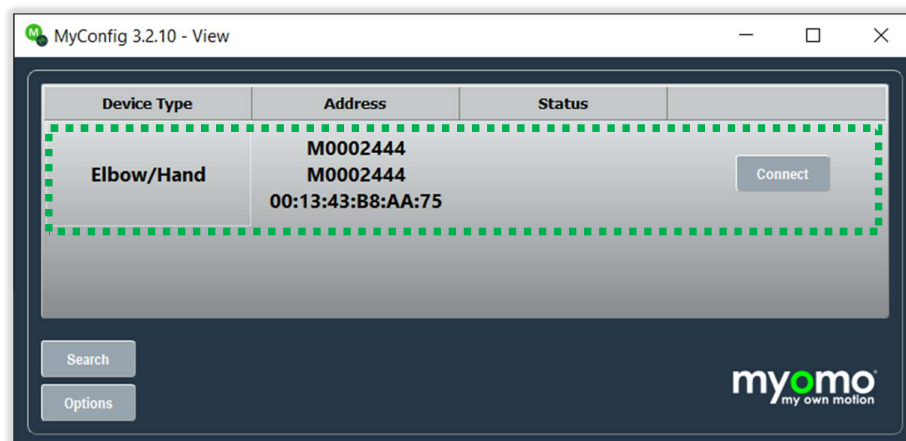 MyConfig 3.2.10 - View
Device Type Address Status
M0002444
Elbow/Hand M0002444 Connect
00:13:43:B8:AA:75
Search
Options
myomo
my own motion